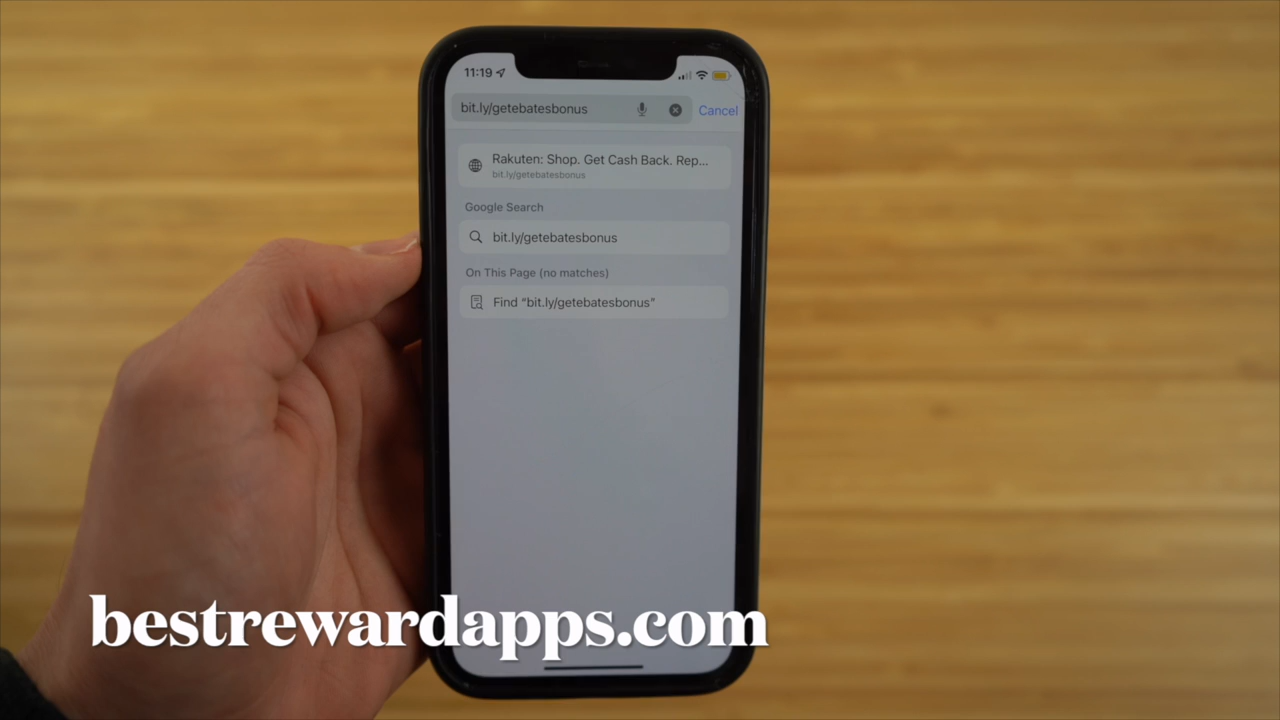 11:19
bit.ly/getebatesbonus
Cancel
Rakuten: Shop. Get Cash Back. Rep...
bit.ly/getebatesbonus
Google Search
bit.ly/getebatesbonus
On This Page (no matches)
Find “bit.ly/getebatesbonus”
bestrewardapps.com